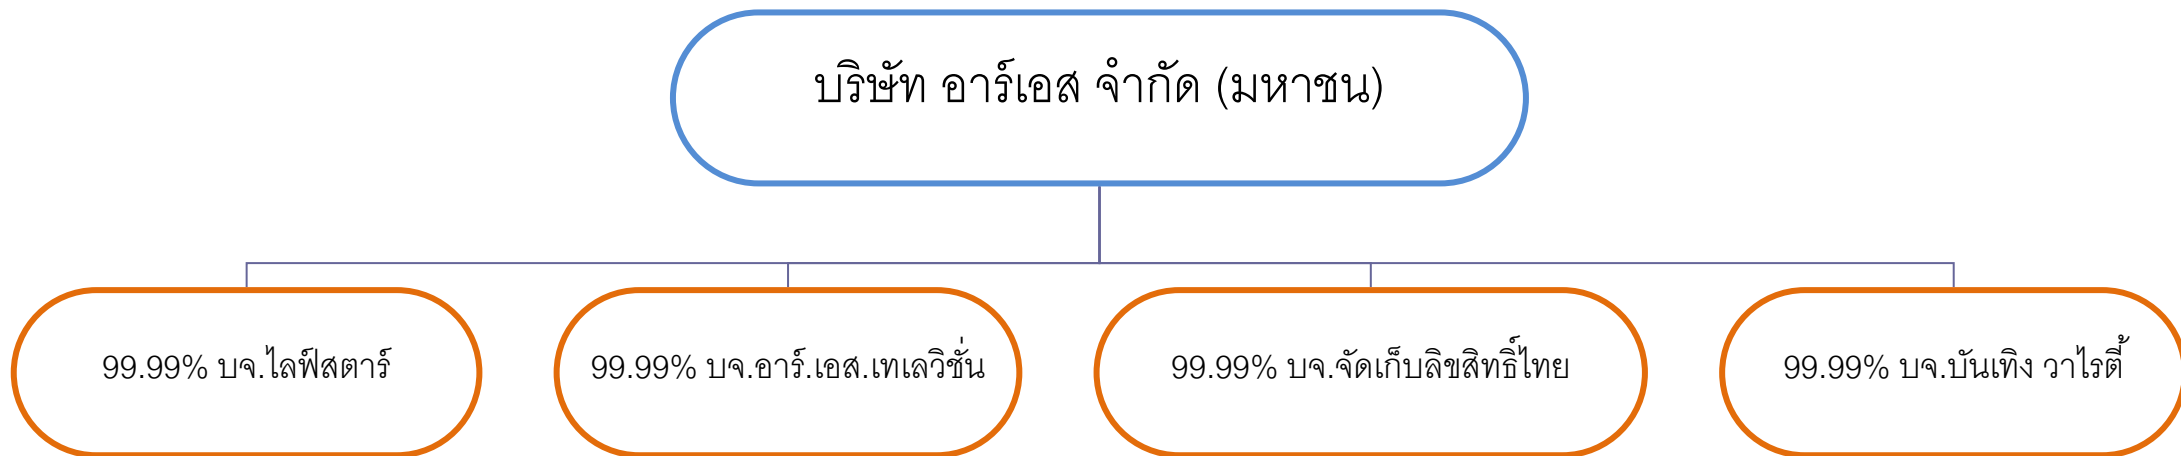 บริษัท อาร์เอส จำกัด (มหาชน)
99.99% บจ.ไลฟ์สตาร์
99.99% บจ.อาร์.เอส.เทเลวิชั่น
99.99% บจ.จัดเก็บลิขสิทธิ์ไทย
99.99% บจ.บันเทิง วาไรตี้